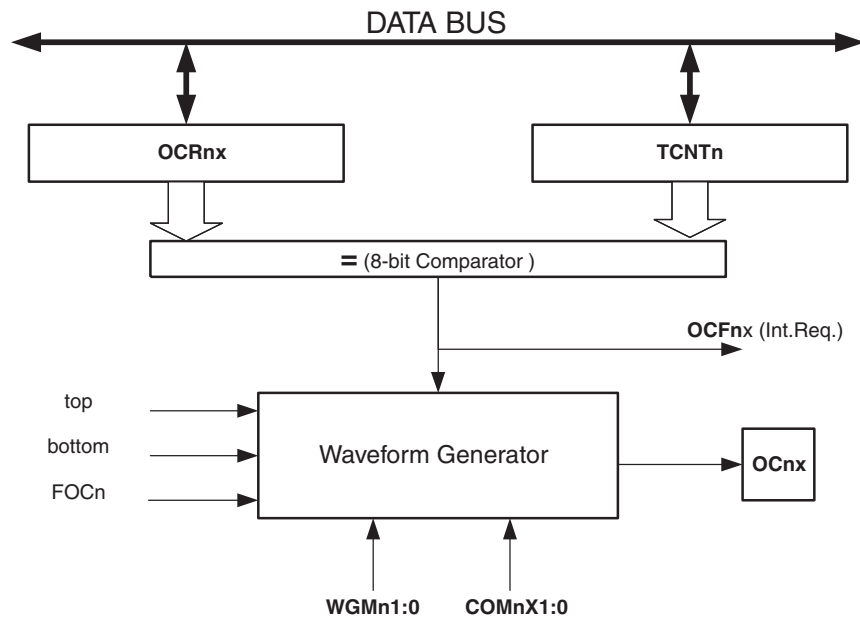 DATA BUS
OCRnx
TCNTn
= (8-bit Comparator )
OCFnx (Int.Req.)
top
bottom
FOCn
Waveform Generator
OCnx
WGMn1:0
COMnX1:0